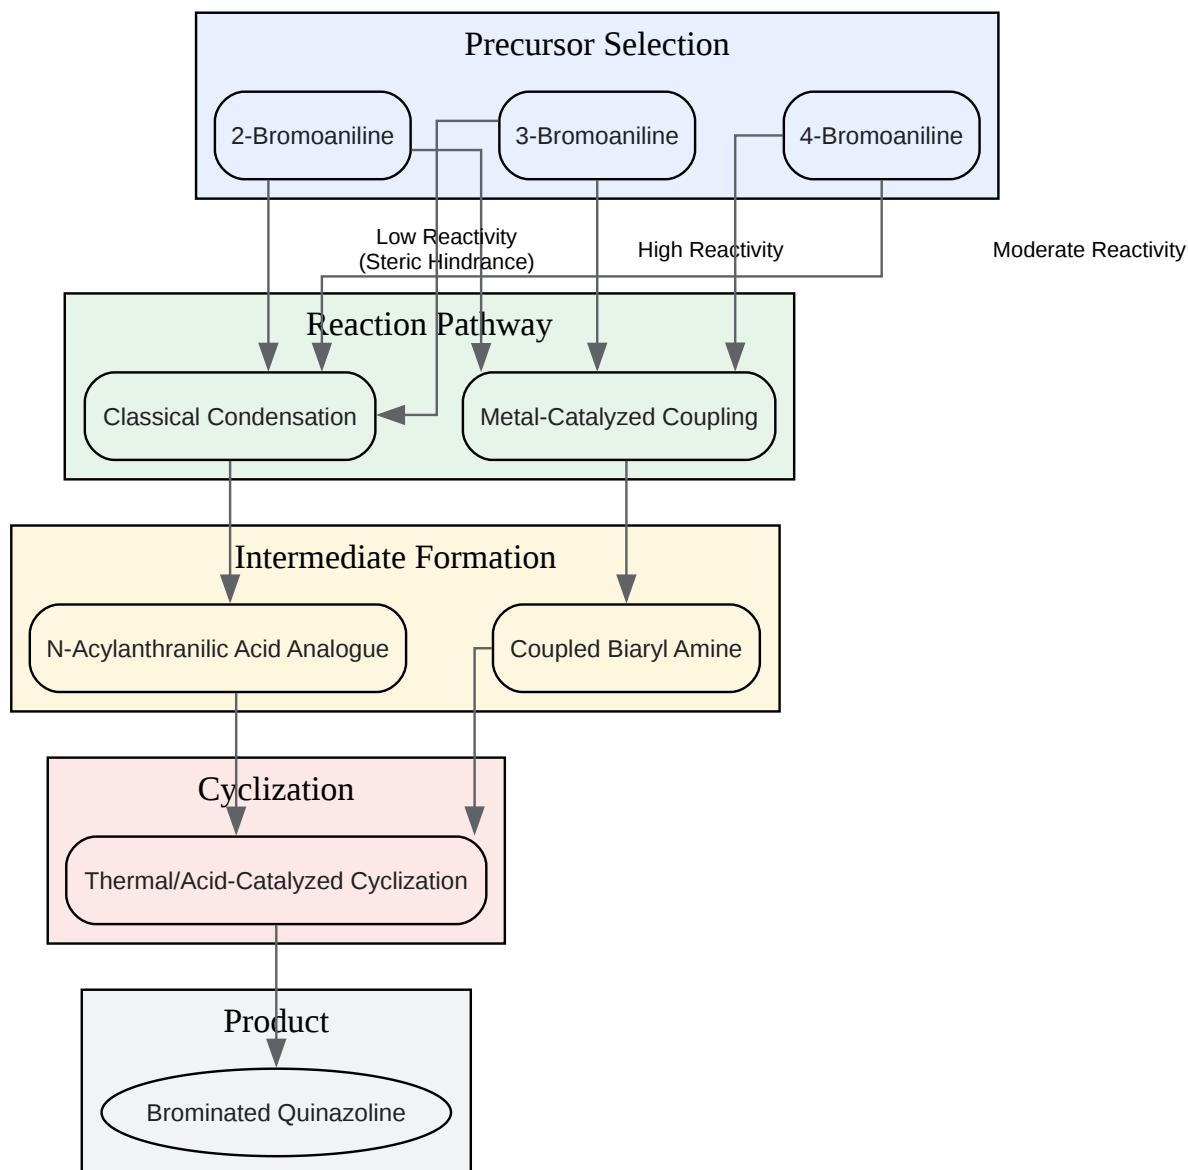 Precursor Selection
2-Bromoaniline
3-Bromoaniline
4-Bromoaniline
Low Reactivity
(Steric Hindrance)
High Reactivity
Moderate Reactivity
Reaction Pathway
Classical Condensation
Metal-Catalyzed Coupling
Intermediate Formation
N-Acylanthranilic Acid Analogue
Coupled Biaryl Amine
Cyclization
Thermal/Acid-Catalyzed Cyclization
Product
Brominated Quinazoline